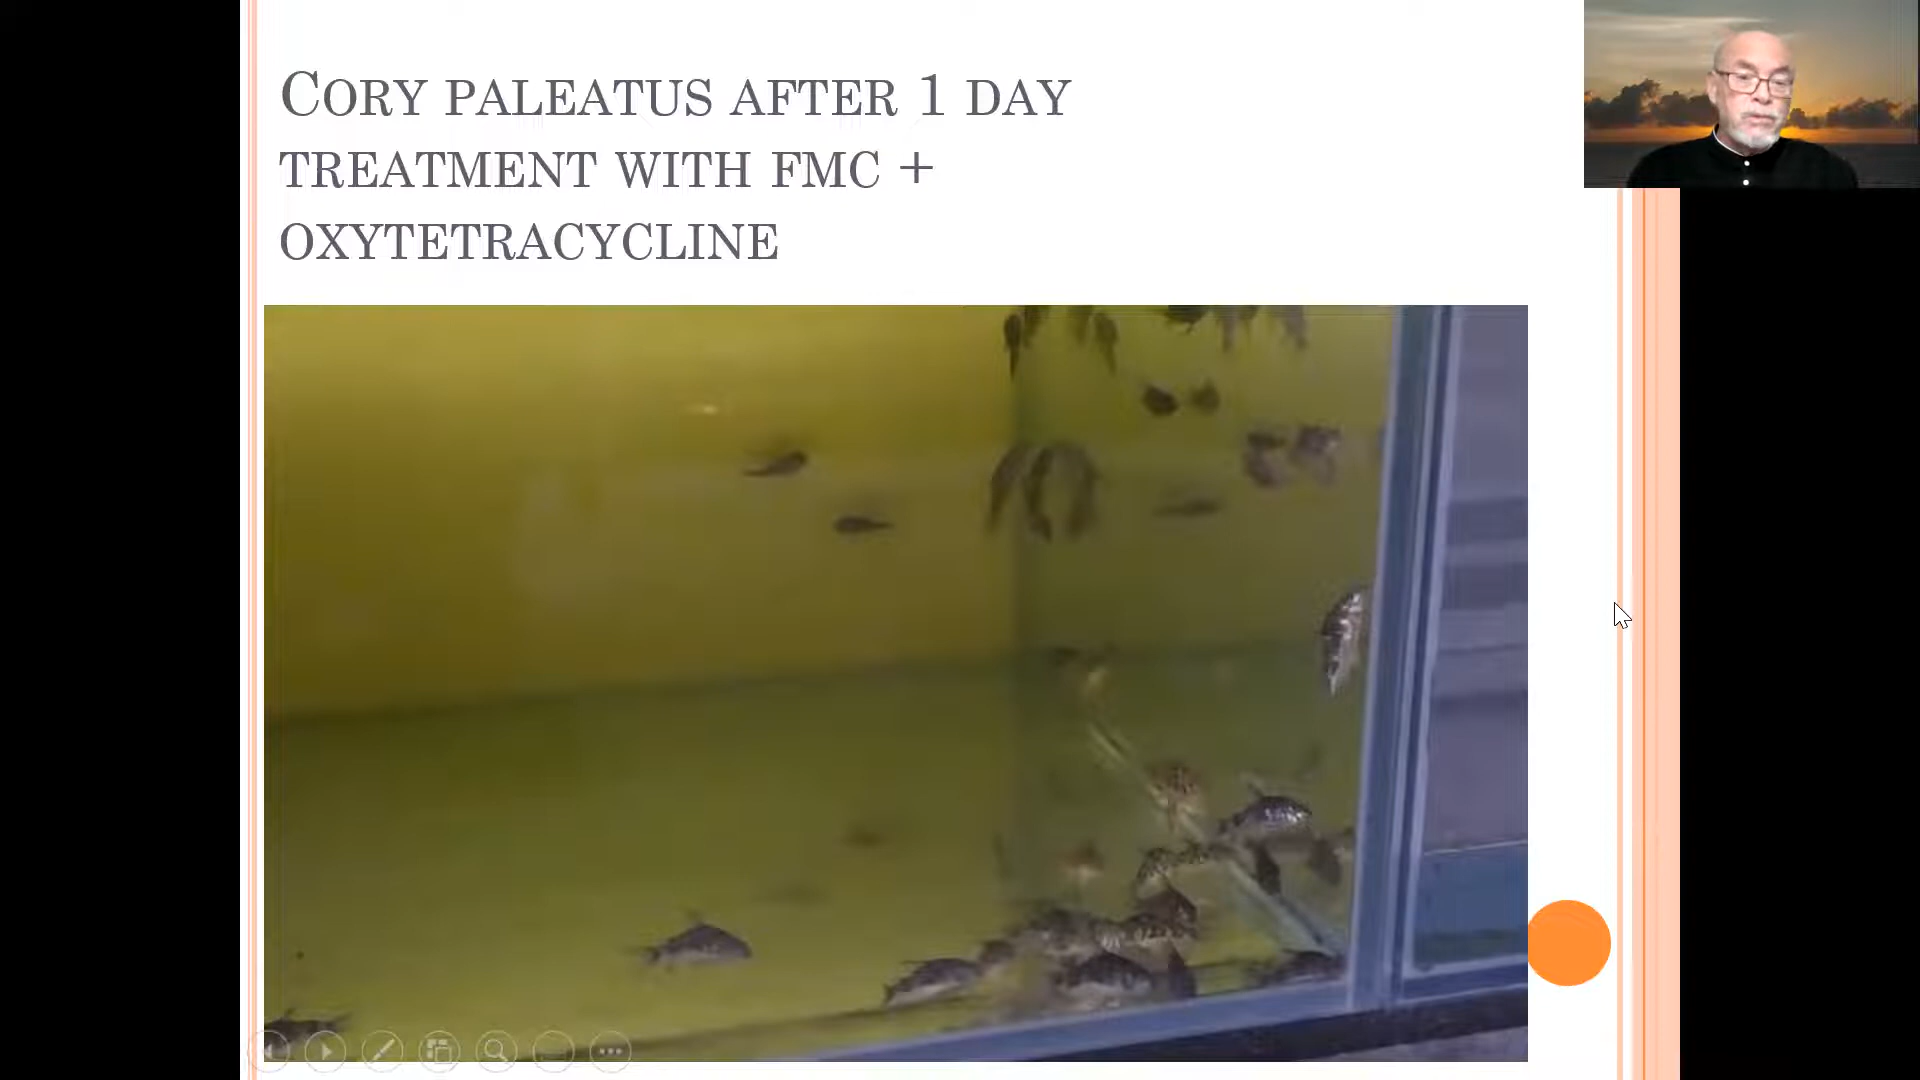 Cory paleatus after 1 day
treatment with FMC +
oxytetracycline